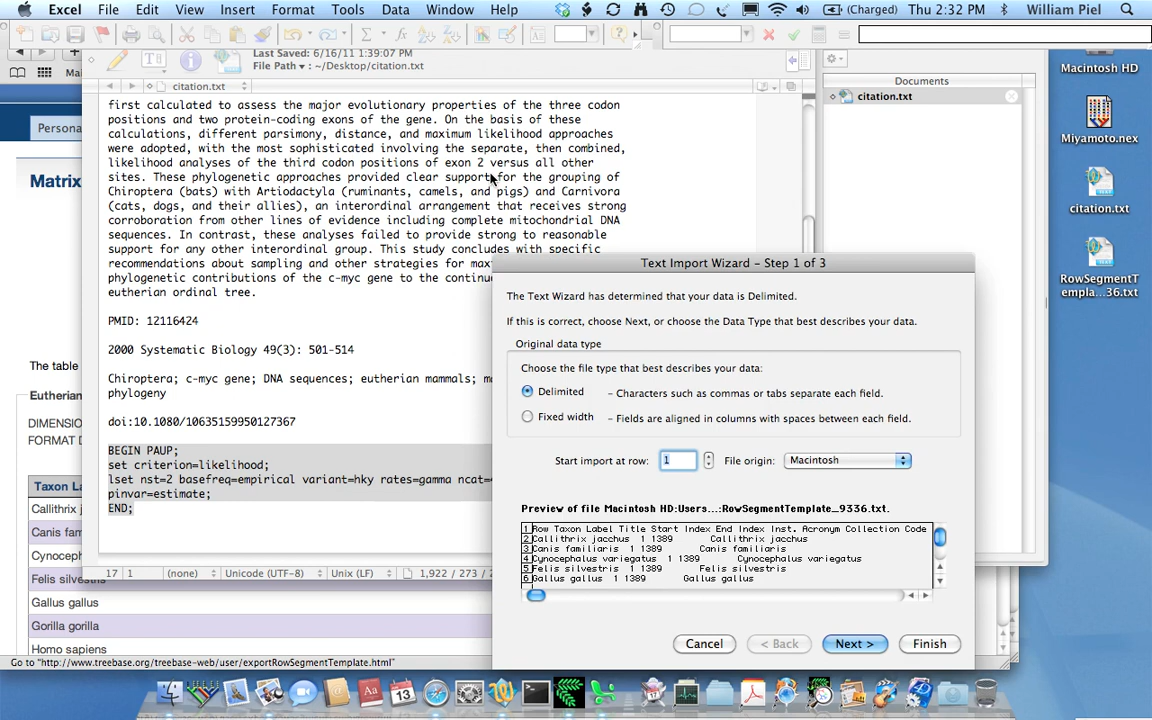 Excel File Edit View Insert Format Tools Data Window Help (Charged) Thu 2:32 PM William Piel
Last Saved: 6/16/11 1:39:07 PM
File Path ▾ : ~/Desktop/citation.txt
citation.txt
Documents
citation.txt
Macintosh HD
Miyamoto.nex
citation.txt
RowSegmentT
empla...36.txt
Persona
Matrix
The table
Eutherian
DIMENSIO
FORMAT D
Taxon La
Callithrix j
Canis fam
Cynoceph
Felis silvestris
Gallus gallus
Gorilla gorilla
Homo sapiens
first calculated to assess the major evolutionary properties of the three codon
positions and two protein-coding exons of the gene. On the basis of these
calculations, different parsimony, distance, and maximum likelihood approaches
were adopted, with the most sophisticated involving the separate, then combined,
likelihood analyses of the third codon positions of exon 2 versus all other
sites. These phylogenetic approaches provided clear support for the grouping of
Chiroptera (bats) with Artiodactyla (ruminants, camels, and pigs) and Carnivora
(cats, dogs, and their allies), an interordinal arrangement that receives strong
corroboration from other lines of evidence including complete mitochondrial DNA
sequences. In contrast, these analyses failed to provide strong to reasonable
support for any other interordinal group. This study concludes with specific
recommendations about sampling and other strategies for max
phylogenetic contributions of the c-myc gene to the continu
eutherian ordinal tree.
PMID: 12116424
2000 Systematic Biology 49(3): 501-514
Chiroptera; c-myc gene; DNA sequences; eutherian mammals; m
phylogeny
doi:10.1080/10635159950127367
BEGIN PAUP;
set criterion=likelihood;
lset nst=2 basefreq=empirical variant=hky rates=gamma ncat=
pinvar=estimate;
END;
17 1 (none) Unicode (UTF-8) Unix (LF) 1,922 / 273 / 2
Text Import Wizard – Step 1 of 3
The Text Wizard has determined that your data is Delimited.
If this is correct, choose Next, or choose the Data Type that best describes your data.
Original data type
Choose the file type that best describes your data:
Delimited – Characters such as commas or tabs separate each field.
Fixed width – Fields are aligned in columns with spaces between each field.
Start import at row: 1 File origin: Macintosh
Preview of file Macintosh HD:Users...:RowSegmentTemplate_9336.txt.
1 Row Taxon Label Title Start Index End Index Inst. Acronym Collection Code
2 Callithrix jacchus 1 1389 Callithrix jacchus
3 Canis familiaris 1 1389 Canis familiaris
4 Cynocephalus variegatus 1 1389 Cynocephalus variegatus
5 Felis silvestris 1 1389 Felis silvestris
6 Gallus gallus 1 1389 Gallus gallus
Cancel < Back Next > Finish
Go to "http://www.treebase.org/treebase-web/user/exportRowSegmentTemplate.html"